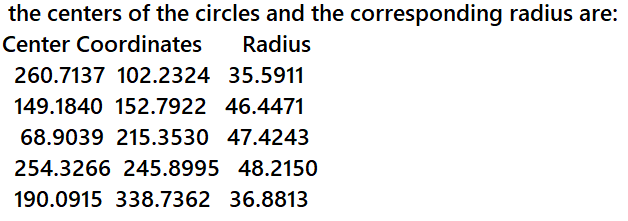 the centers of the circles and the corresponding radius are:
Center Coordinates Radius
260.7137 102.2324 35.5911
149.1840 152.7922 46.4471
68.9039 215.3530 47.4243
254.3266 245.8995 48.2150
190.0915 338.7362 36.8813